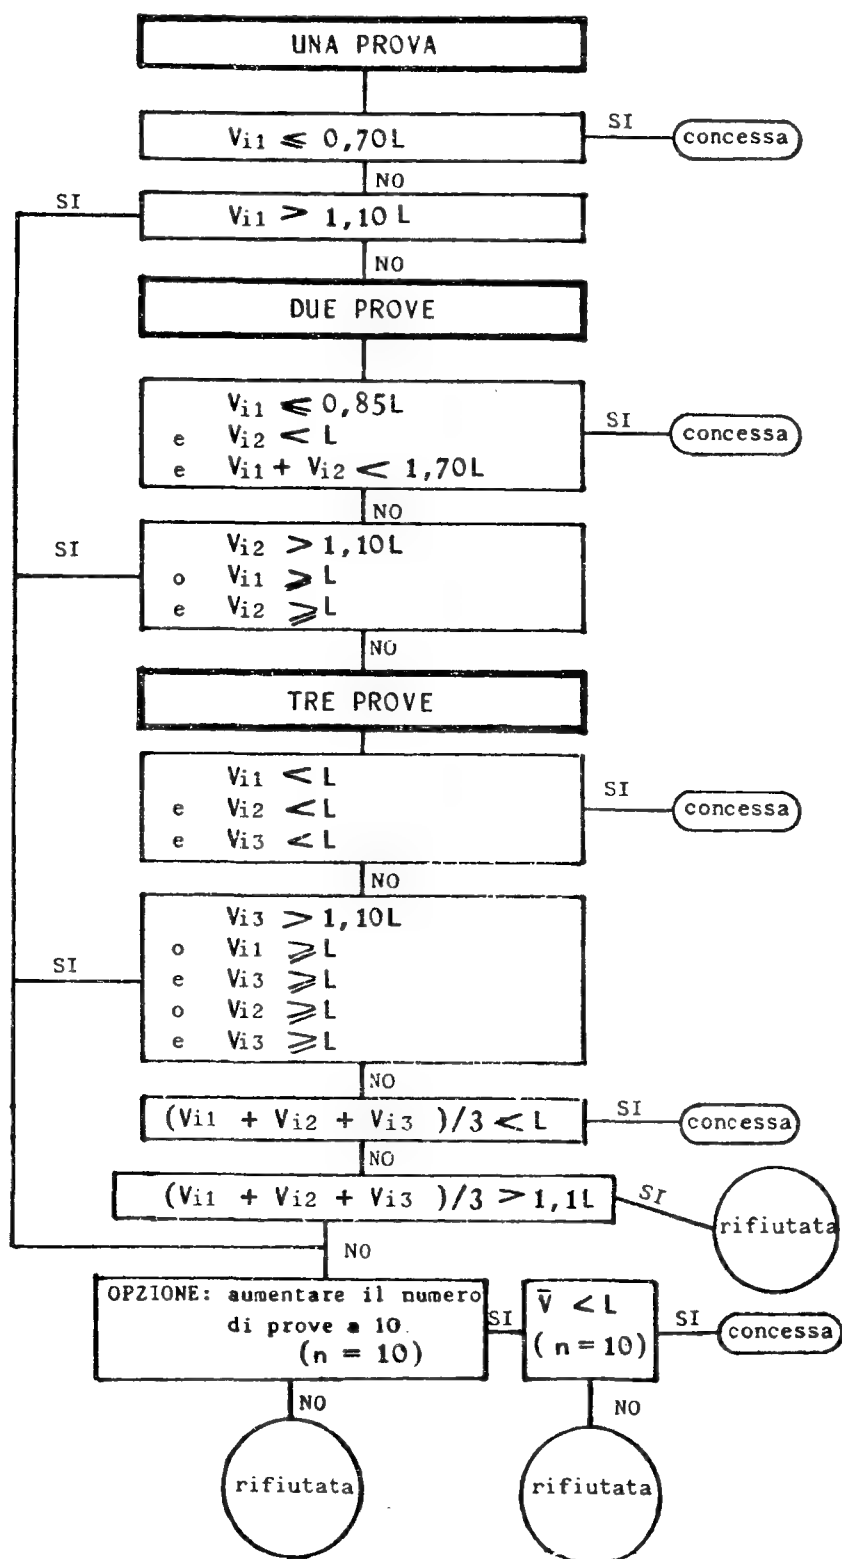 UNA PROVA
Vi1 ⩽ 0,70L
SI
concessa
NO
SI
Vi1 > 1,10 L
NO
DUE PROVE
Vi1 ⩽ 0,85L
e Vi2 < L
e Vi1 + Vi2 < 1,70L
SI
concessa
NO
SI
Vi2 > 1,10L
o Vi1 ⩾ L
e Vi2 ⩾ L
NO
TRE PROVE
Vi1 < L
e Vi2 < L
e Vi3 < L
SI
concessa
NO
SI
Vi3 > 1,10L
o Vi1 ⩾ L
e Vi3 ⩾ L
o Vi2 ⩾ L
e Vi3 ⩾ L
NO
(Vi1 + Vi2 + Vi3 )/3 < L
SI
concessa
NO
(Vi1 + Vi2 + Vi3 )/3 > 1,1L
SI
rifiutata
NO
OPZIONE: aumentare il numero
di prove a 10.
(n = 10)
SI
V̄ < L
(n = 10)
SI
concessa
NO
NO
rifiutata
rifiutata